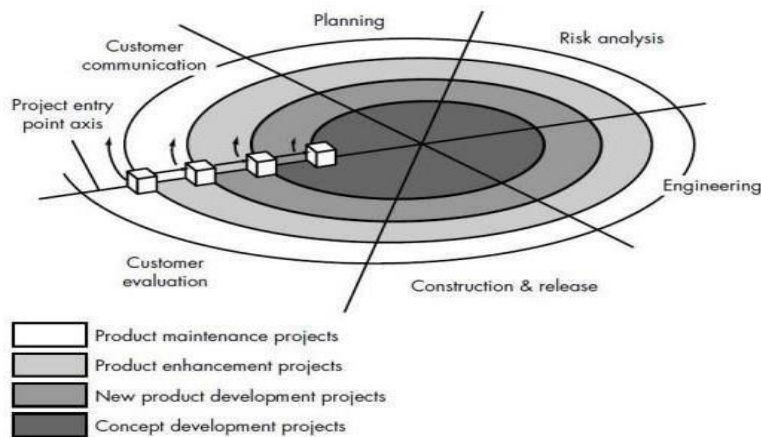 Planning
Customer
communication
Risk analysis
Project entry
point axis
Engineering
Customer
evaluation
Construction & release
Product maintenance projects
Product enhancement projects
New product development projects
Concept development projects